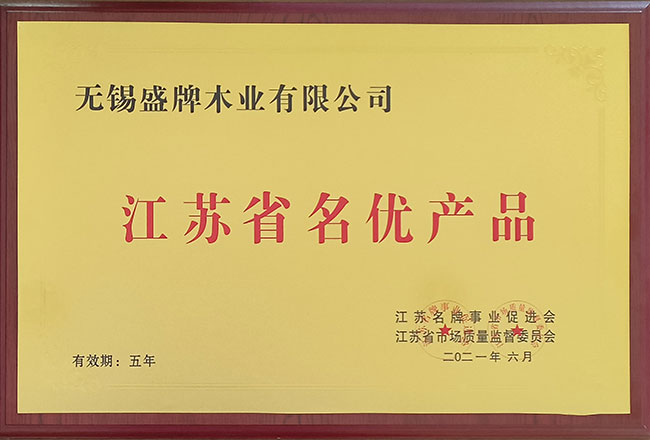 无锡盛牌木业有限公司
江苏省名优产品
江苏名牌事业促进会
江苏省市场质量监督委员会
二〇二一年六月
有效期：五年